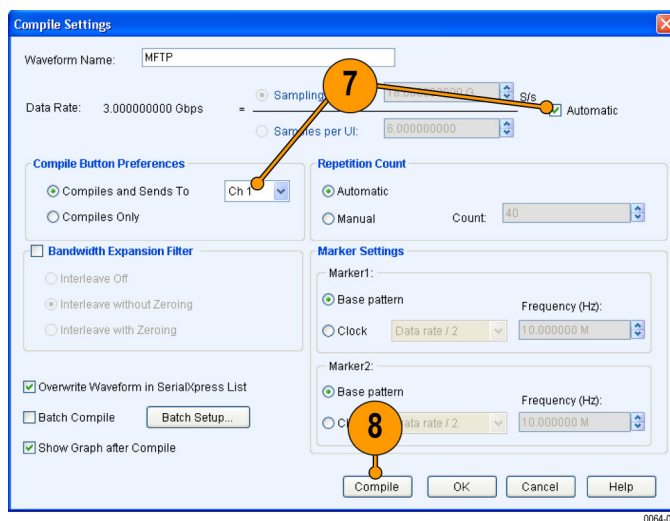 Compile Settings
Waveform Name: MFTP
Sampling S/s
7
Data Rate: 3.000000000 Gbps = Automatic
Samples per UI: 6.000000000
Compile Button Preferences
Compiles and Sends To Ch 1
Compiles Only
Repetition Count
Automatic
Manual Count: 40
Bandwidth Expansion Filter
Interleave Off
Interleave without Zeroing
Interleave with Zeroing
Marker Settings
Marker1:
Base pattern Frequency (Hz):
Clock Data rate / 2 10.000000 M
Marker2:
Base pattern Frequency (Hz):
8
Data rate / 2 10.000000 M
Overwrite Waveform in SerialXpress List
Batch Compile Batch Setup...
Show Graph after Compile
Compile OK Cancel Help